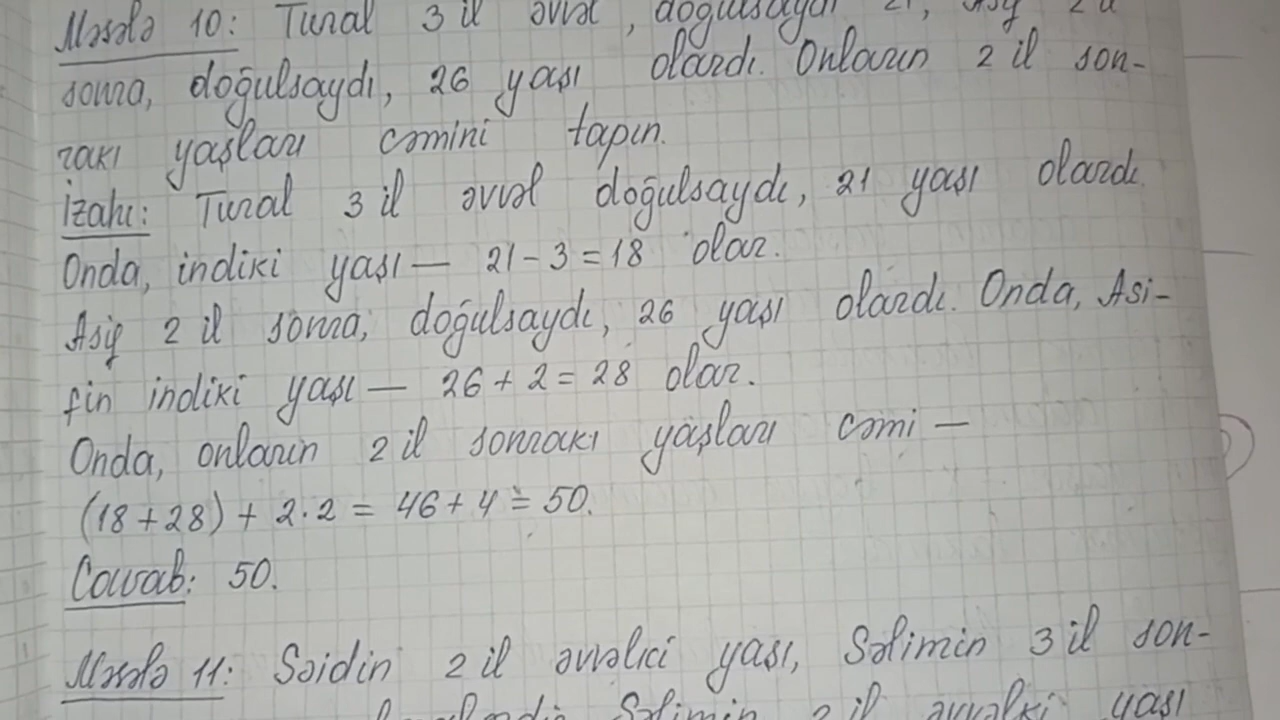 Məsələ 10: Tural 3 il əvvəl, doğulsaydı 21, Asif 2 il
sonra, doğulsaydı, 26 yaşı olardı. Onların 2 il son-
rakı yaşları cəmini tapın.
İzahı: Tural 3 il əvvəl doğulsaydı, 21 yaşı olardı
Onda, indiki yaşı — 21 - 3 = 18 olar.
Asif 2 il sonra, doğulsaydı, 26 yaşı olardı. Onda, Asi-
fin indiki yaşı — 26 + 2 = 28 olar.
Onda, onların 2 il sonrakı yaşları cəmi —
(18 + 28) + 2 · 2 = 46 + 4 = 50.
Cavab: 50.
Məsələ 11: Səidin 2 il əvvəlki yaşı, Səlimin 3 il son-
Səlimin 2 il əvvəlki yaşı